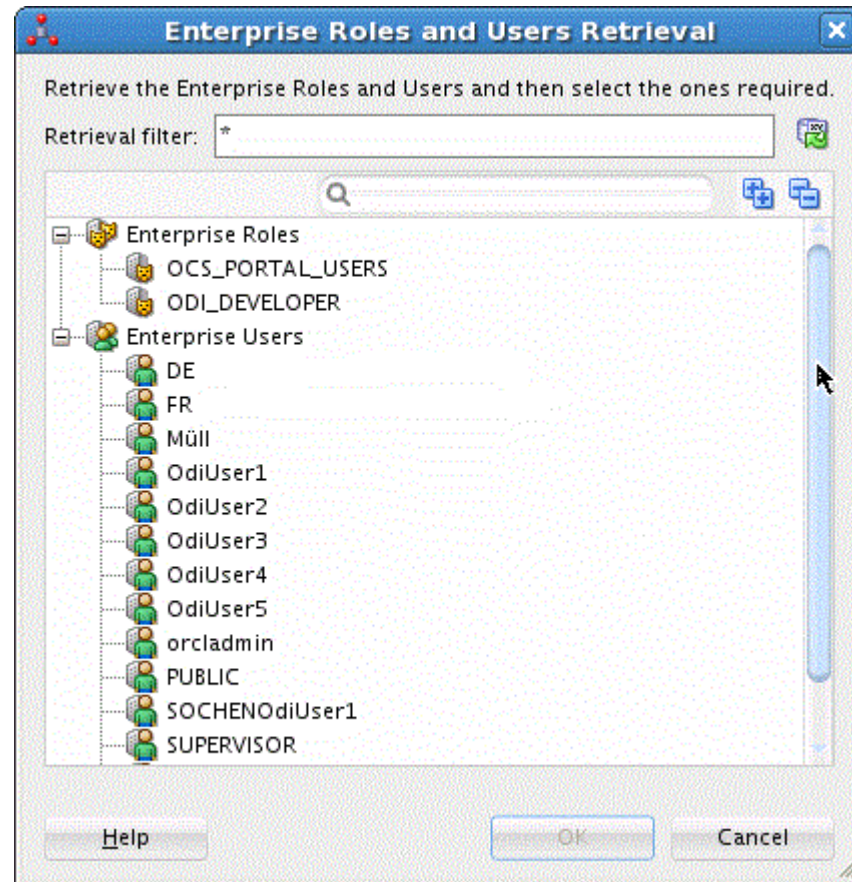 Enterprise Roles and Users Retrieval
Retrieve the Enterprise Roles and Users and then select the ones required.
Retrieval filter: *
Enterprise Roles
OCS_PORTAL_USERS
ODI_DEVELOPER
Enterprise Users
DE
FR
Müll
OdiUser1
OdiUser2
OdiUser3
OdiUser4
OdiUser5
orcladmin
PUBLIC
SOCHENOdiUser1
SUPERVISOR
Help OK Cancel